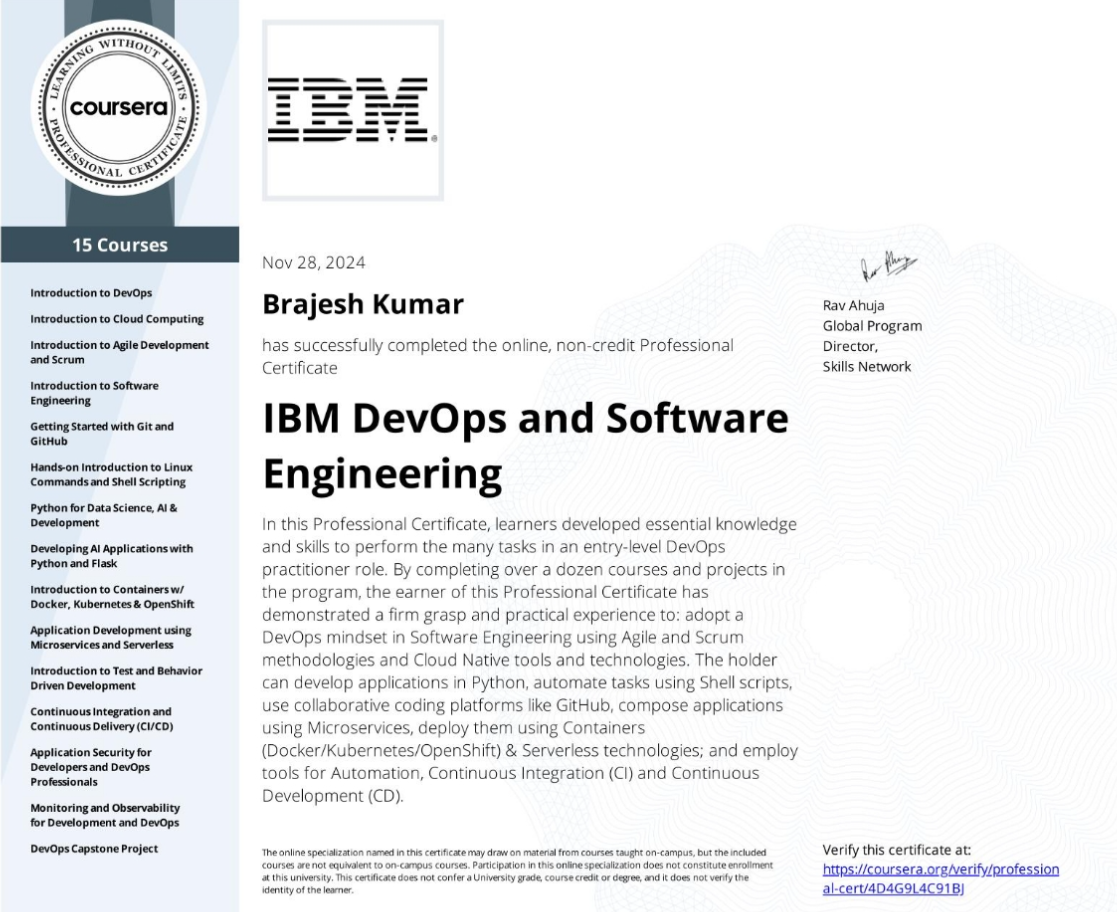 LEARNING WITHOUT LIMITS
coursera
PROFESSIONAL CERTIFICATE
15 Courses
Introduction to DevOps
Introduction to Cloud Computing
Introduction to Agile Development
and Scrum
Introduction to Software
Engineering
Getting Started with Git and
GitHub
Hands-on Introduction to Linux
Commands and Shell Scripting
Python for Data Science, AI &
Development
Developing AI Applications with
Python and Flask
Introduction to Containers w/
Docker, Kubernetes & OpenShift
Application Development using
Microservices and Serverless
Introduction to Test and Behavior
Driven Development
Continuous Integration and
Continuous Delivery (CI/CD)
Application Security for
Developers and DevOps
Professionals
Monitoring and Observability
for Development and DevOps
DevOps Capstone Project
IBM®
Nov 28, 2024
Brajesh Kumar
has successfully completed the online, non-credit Professional
Certificate
IBM DevOps and Software
Engineering
In this Professional Certificate, learners developed essential knowledge
and skills to perform the many tasks in an entry-level DevOps
practitioner role. By completing over a dozen courses and projects in
the program, the earner of this Professional Certificate has
demonstrated a firm grasp and practical experience to: adopt a
DevOps mindset in Software Engineering using Agile and Scrum
methodologies and Cloud Native tools and technologies. The holder
can develop applications in Python, automate tasks using Shell scripts,
use collaborative coding platforms like GitHub, compose applications
using Microservices, deploy them using Containers
(Docker/Kubernetes/OpenShift) & Serverless technologies; and employ
tools for Automation, Continuous Integration (CI) and Continuous
Development (CD).
The online specialization named in this certificate may draw on material from courses taught on-campus, but the included
courses are not equivalent to on-campus courses. Participation in this online specialization does not constitute enrollment
at this university. This certificate does not confer a University grade, course credit or degree, and it does not verify the
identity of the learner.
Rav Ahuja
Rav Ahuja
Global Program
Director,
Skills Network
Verify this certificate at:
https://coursera.org/verify/profession
al-cert/4D4G9L4C91BJ